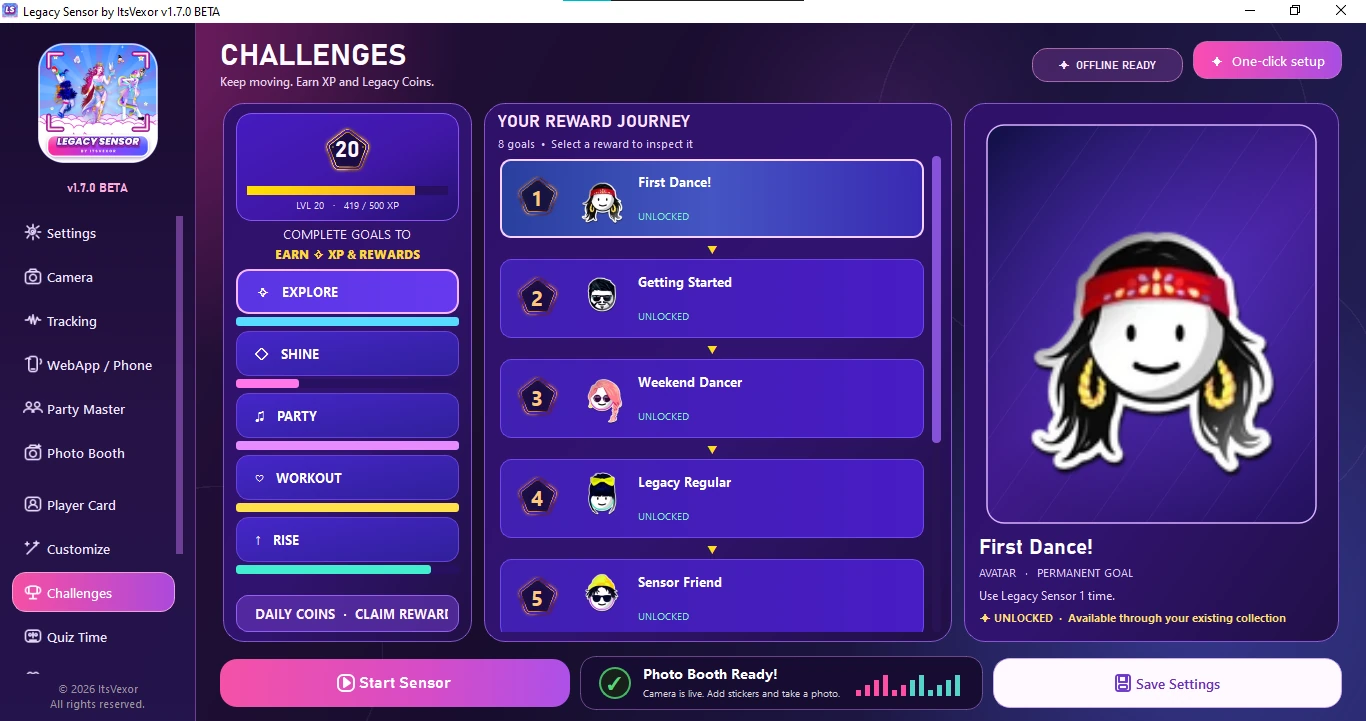 Legacy Sensor by ItsVexor v1.7.0 BETA
LEGACY SENSOR
BY ITSVEXOR
v1.7.0 BETA
Settings
Camera
Tracking
WebApp / Phone
Party Master
Photo Booth
Player Card
Customize
Challenges
Quiz Time
© 2026 ItsVexor
All rights reserved.
CHALLENGES
Keep moving. Earn XP and Legacy Coins.
OFFLINE READY
One-click setup
20
LVL 20 · 419 / 500 XP
COMPLETE GOALS TO
EARN ✧ XP & REWARDS
EXPLORE
SHINE
PARTY
WORKOUT
↑ RISE
DAILY COINS · CLAIM REWARD
YOUR REWARD JOURNEY
8 goals • Select a reward to inspect it
1
First Dance!
UNLOCKED
2
Getting Started
UNLOCKED
3
Weekend Dancer
UNLOCKED
4
Legacy Regular
UNLOCKED
5
Sensor Friend
UNLOCKED
First Dance!
AVATAR · PERMANENT GOAL
Use Legacy Sensor 1 time.
✦ UNLOCKED · Available through your existing collection
Start Sensor
Photo Booth Ready!
Camera is live. Add stickers and take a photo.
Save Settings